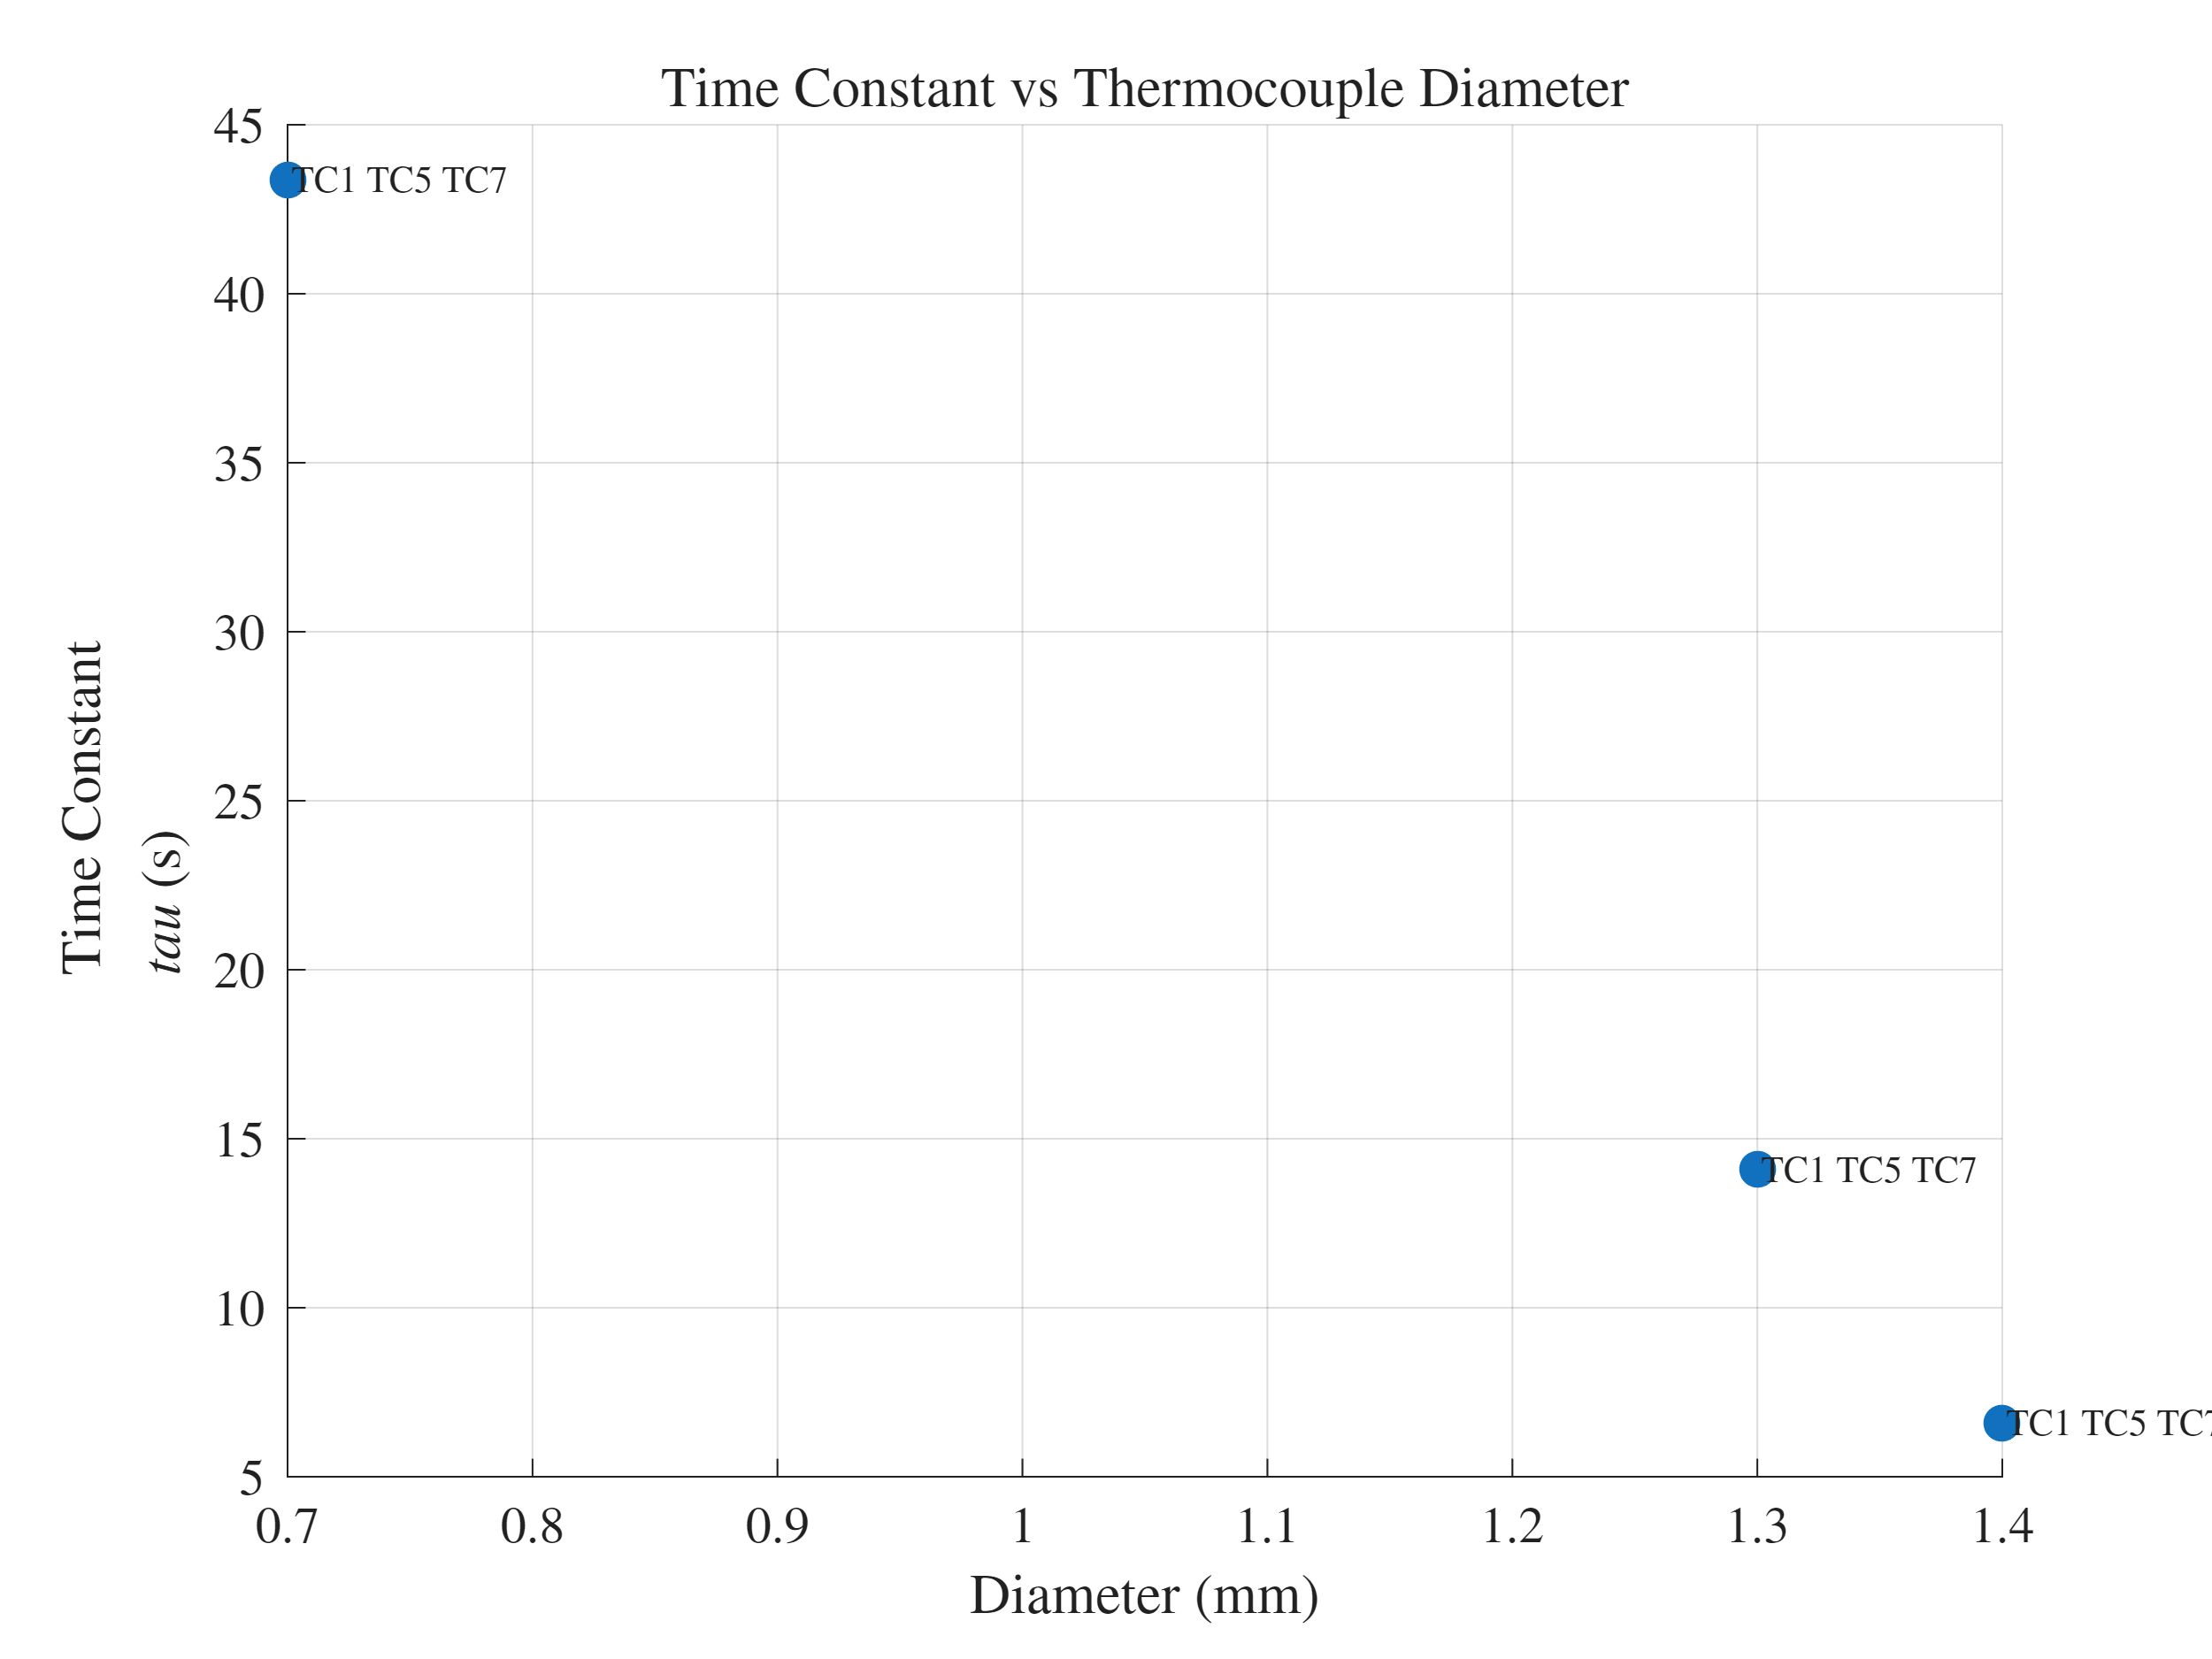 Time Constant vs Thermocouple Diameter
45
TC1 TC5 TC7
40
35
30
25
20
15
TC1 TC5 TC7
10
TC1 TC5 TC7
5
Time Constant
tau (s)
0.7 0.8 0.9 1 1.1 1.2 1.3 1.4
Diameter (mm)